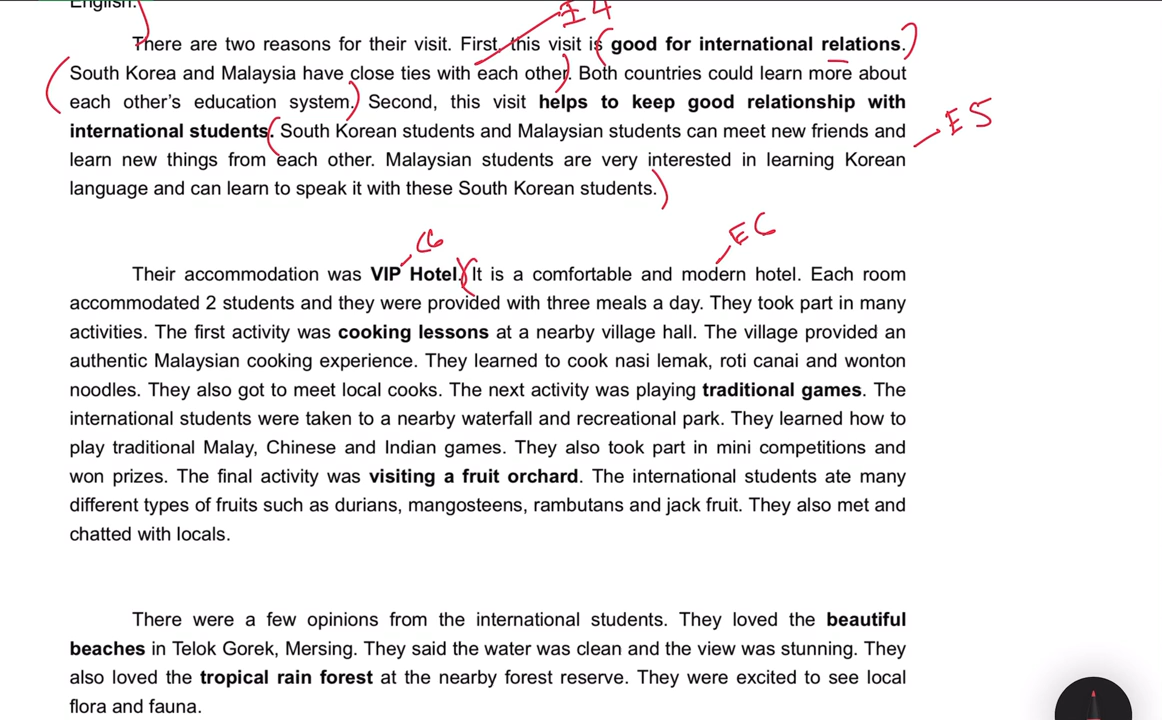 English.
I4
There are two reasons for their visit. First, this visit is good for international relations.
South Korea and Malaysia have close ties with each other. Both countries could learn more about
each other's education system. Second, this visit helps to keep good relationship with
international students. South Korean students and Malaysian students can meet new friends and
E5
learn new things from each other. Malaysian students are very interested in learning Korean
language and can learn to speak it with these South Korean students.
Their accommodation was VIP Hotel. It is a comfortable and modern hotel. Each room
accommodated 2 students and they were provided with three meals a day. They took part in many
activities. The first activity was cooking lessons at a nearby village hall. The village provided an
authentic Malaysian cooking experience. They learned to cook nasi lemak, roti canai and wonton
noodles. They also got to meet local cooks. The next activity was playing traditional games. The
international students were taken to a nearby waterfall and recreational park. They learned how to
play traditional Malay, Chinese and Indian games. They also took part in mini competitions and
won prizes. The final activity was visiting a fruit orchard. The international students ate many
different types of fruits such as durians, mangosteens, rambutans and jack fruit. They also met and
chatted with locals.
There were a few opinions from the international students. They loved the beautiful
beaches in Telok Gorek, Mersing. They said the water was clean and the view was stunning. They
also loved the tropical rain forest at the nearby forest reserve. They were excited to see local
flora and fauna.